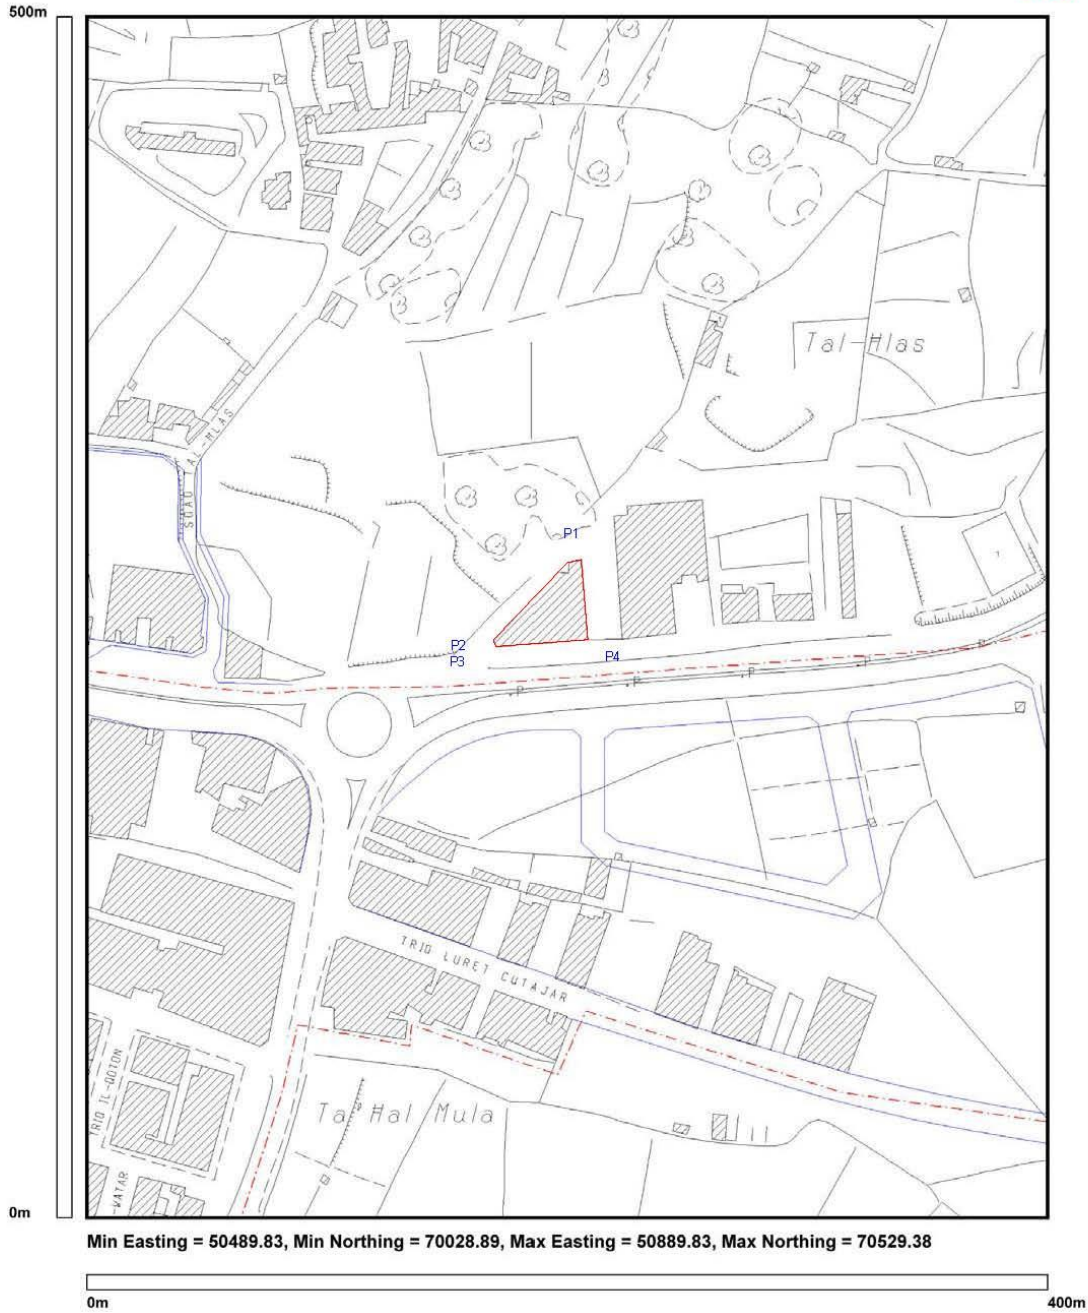 500m
Tal-Hlas
SQAQ TAL-HLAS
P1
P2
P3
P4
P
P
P
P
P
TRIQ LURET CUTAJAR
TRIQ IL-QOTON
Ta' Hal Mula
0m
Min Easting = 50489.83, Min Northing = 70028.89, Max Easting = 50889.83, Max Northing = 70529.38
0m
400m